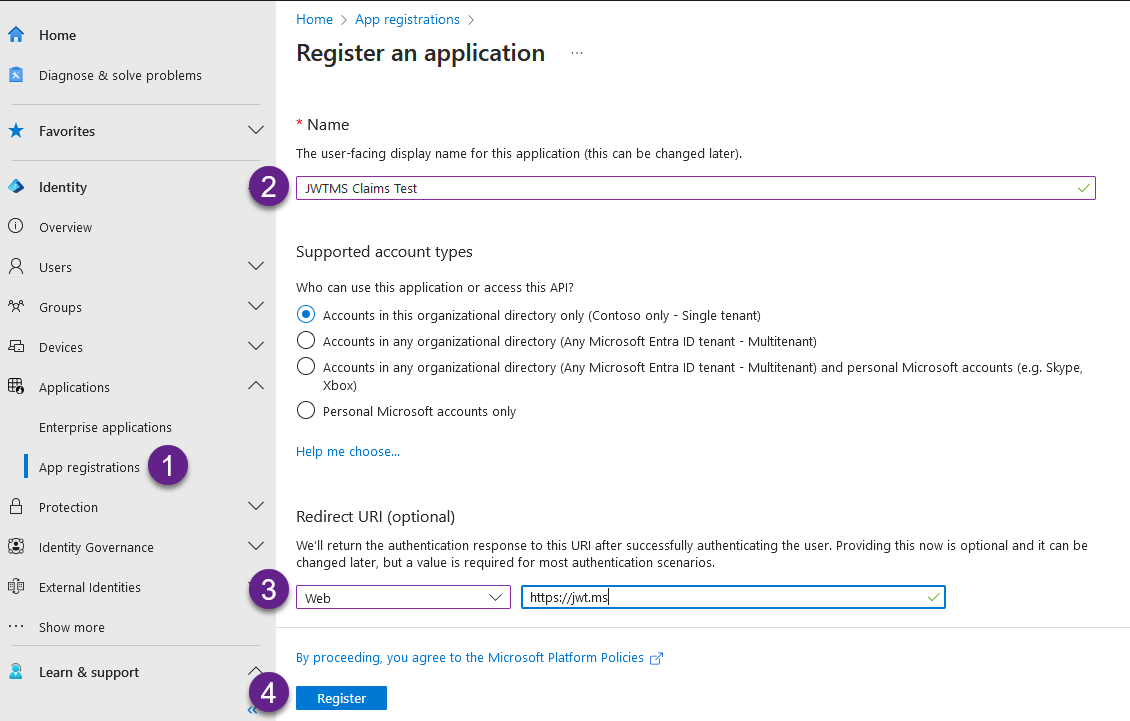 Home
Diagnose & solve problems
Favorites
Identity
Overview
Users
Groups
Devices
Applications
Enterprise applications
App registrations
1
Protection
Identity Governance
External Identities
Show more
Learn & support
Home > App registrations >
Register an application ...
* Name
The user-facing display name for this application (this can be changed later).
2
JWTMS Claims Test
Supported account types
Who can use this application or access this API?
Accounts in this organizational directory only (Contoso only - Single tenant)
Accounts in any organizational directory (Any Microsoft Entra ID tenant - Multitenant)
Accounts in any organizational directory (Any Microsoft Entra ID tenant - Multitenant) and personal Microsoft accounts (e.g. Skype,
Xbox)
Personal Microsoft accounts only
Help me choose...
Redirect URI (optional)
We'll return the authentication response to this URI after successfully authenticating the user. Providing this now is optional and it can be
changed later, but a value is required for most authentication scenarios.
3
Web
https://jwt.ms
By proceeding, you agree to the Microsoft Platform Policies
4
Register